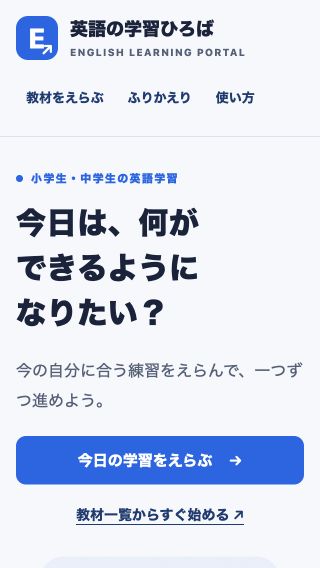 E
英語の学習ひろば
ENGLISH LEARNING PORTAL
教材をえらぶ ふりかえり 使い方
小学生・中学生の英語学習
今日は、何が
できるように
なりたい？
今の自分に合う練習をえらんで、一つず
つ進めよう。
今日の学習をえらぶ →
教材一覧からすぐ始める ↗